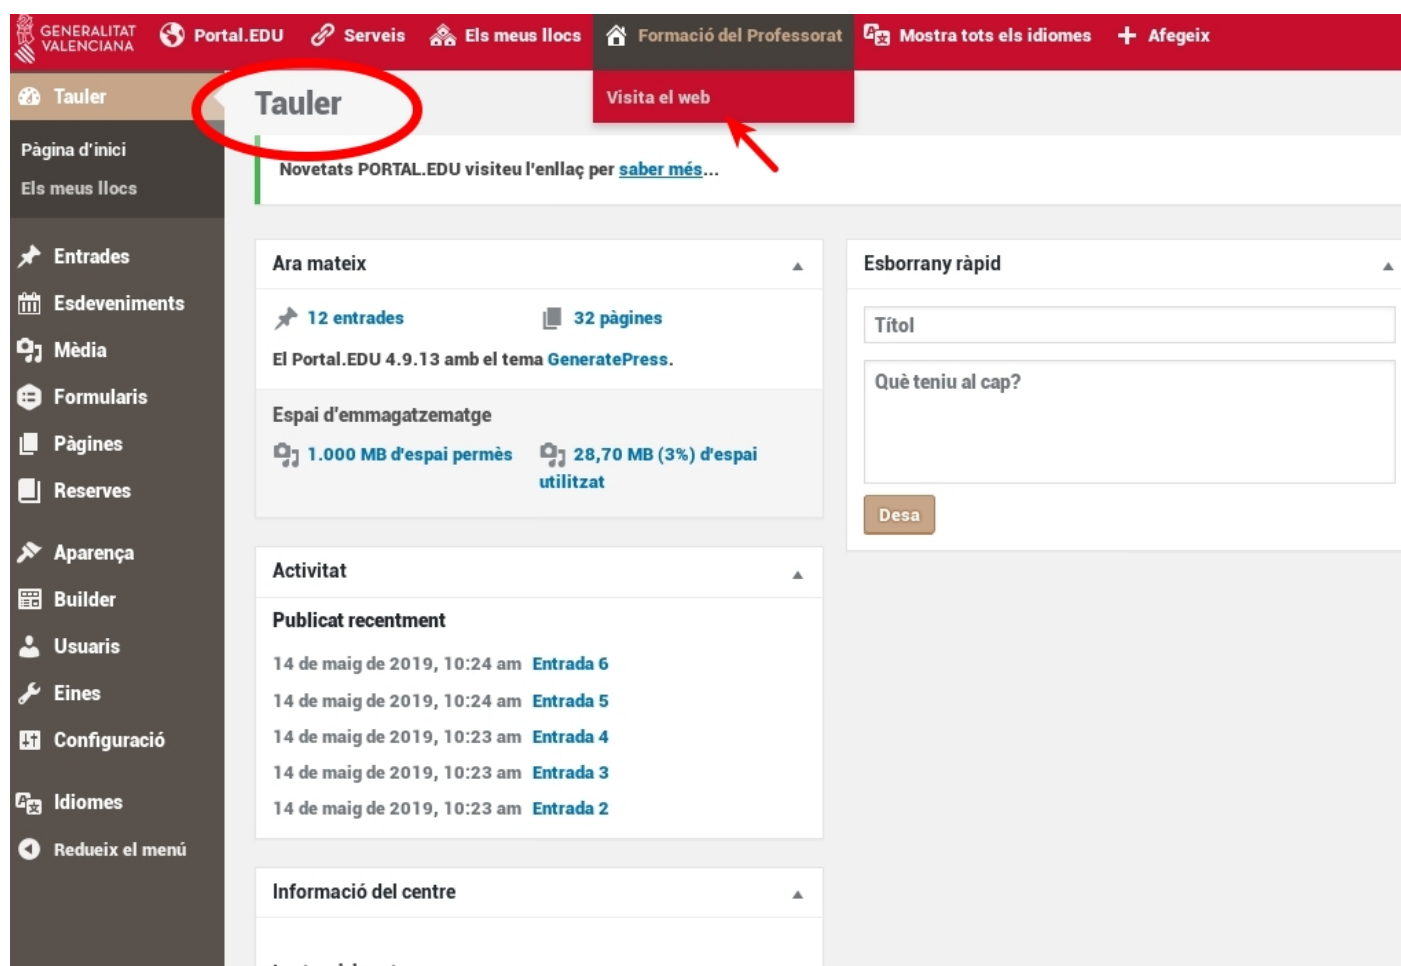 GENERALITAT
VALENCIANA
Portal.EDU
Serveis
Els meus llocs
Formació del Professorat
Mostra tots els idiomes
Afegeix
Visita el web
Tauler
Pàgina d'inici
Els meus llocs
Entrades
Esdeveniments
Mèdia
Formularis
Pàgines
Reserves
Aparença
Builder
Usuaris
Eines
Configuració
Idiomes
Redueix el menú
Tauler
Novetats PORTAL.EDU visiteu l'enllaç per saber més...
Ara mateix
12 entrades
32 pàgines
El Portal.EDU 4.9.13 amb el tema GeneratePress.
Espai d'emmagatzematge
1.000 MB d'espai permès
28,70 MB (3%) d'espai
utilitzat
Activitat
Publicat recentment
14 de maig de 2019, 10:24 am Entrada 6
14 de maig de 2019, 10:24 am Entrada 5
14 de maig de 2019, 10:23 am Entrada 4
14 de maig de 2019, 10:23 am Entrada 3
14 de maig de 2019, 10:23 am Entrada 2
Informació del centre
Esborrany ràpid
Títol
Què teniu al cap?
Desa